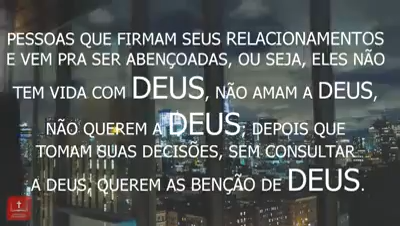 PESSOAS QUE FIRMAM SEUS RELACIONAMENTOS
E VEM PRA SER ABENÇOADAS, OU SEJA, ELES NÃO
TEM VIDA COM DEUS, NÃO AMAM A DEUS,
NÃO QUEREM A DEUS, DEPOIS QUE
TOMAM SUAS DECISÕES, SEM CONSULTAR
A DEUS, QUEREM AS BENÇÃO DE DEUS.